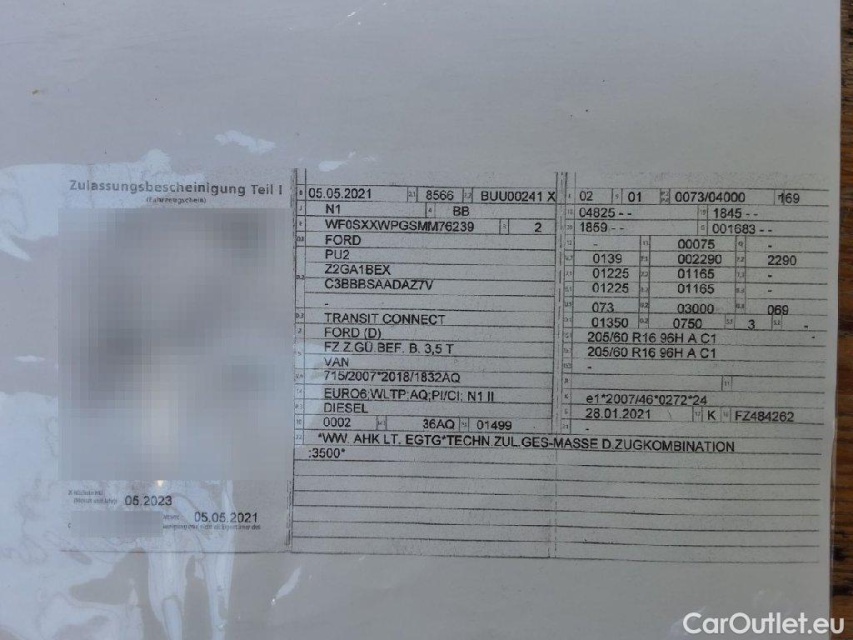 Zulassungsbescheinigung Teil I
(Fahrzeugschein)
05.05.2021 8566 BUU00241 X
N1 BB
WF0SXXWPGSMM76239 2
FORD
PU2
Z2GA1BEX
C3BBBSAADAZ7V
-
TRANSIT CONNECT
FORD (D)
FZ.Z.GÜ.BEF. B. 3,5 T
VAN
715/2007*2018/1832AQ
EURO6;WLTP;AQ;PI/CI; N1 II
DIESEL
0002 36AQ 01499
*WW. AHK LT. EGTG*TECHN.ZUL.GES-MASSE D.ZUGKOMBINATION
:3500*
02 01 0073/04000 169
04825-- 1845--
1859-- 001683--
- 00075 -
0139 002290 2290
01225 01165 -
01225 01165 -
073 03000 069
01350 0750 3 -
205/60 R16 96H A C1
205/60 R16 96H A C1
-
e1*2007/46*0272*24
28.01.2021 K FZ484262
-
05.2023
05.05.2021
CarOutlet.eu